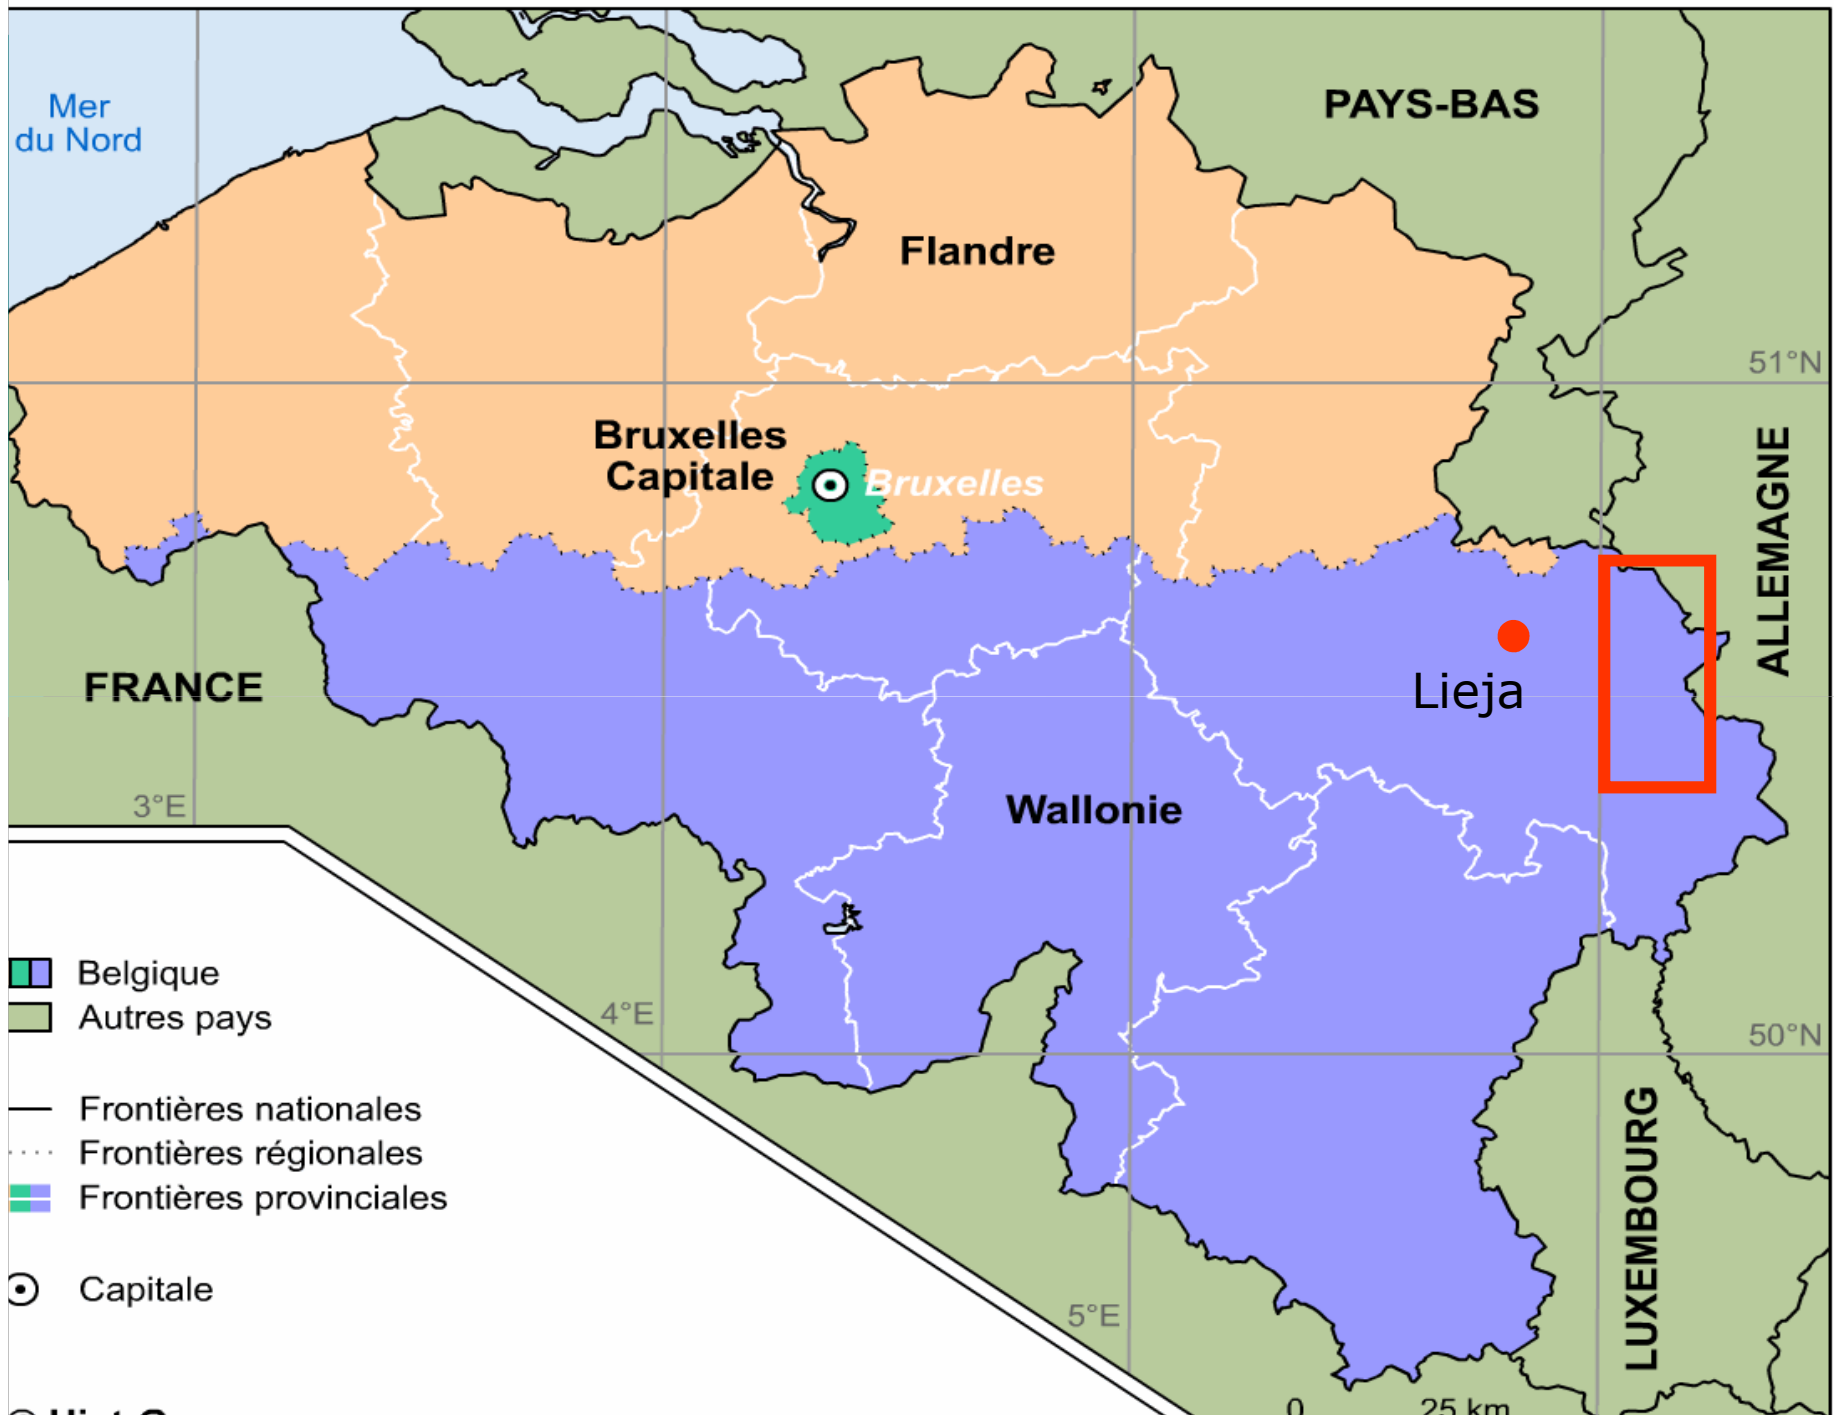 Mer
du Nord
PAYS-BAS
Flandre
51°N
Bruxelles
Capitale
Bruxelles
ALLEMAGNE
FRANCE
Lieja
3°E
Wallonie
Belgique
Autres pays
4°E
50°N
Frontières nationales
Frontières régionales
Frontières provinciales
LUXEMBOURG
Capitale
5°E
0 25 km